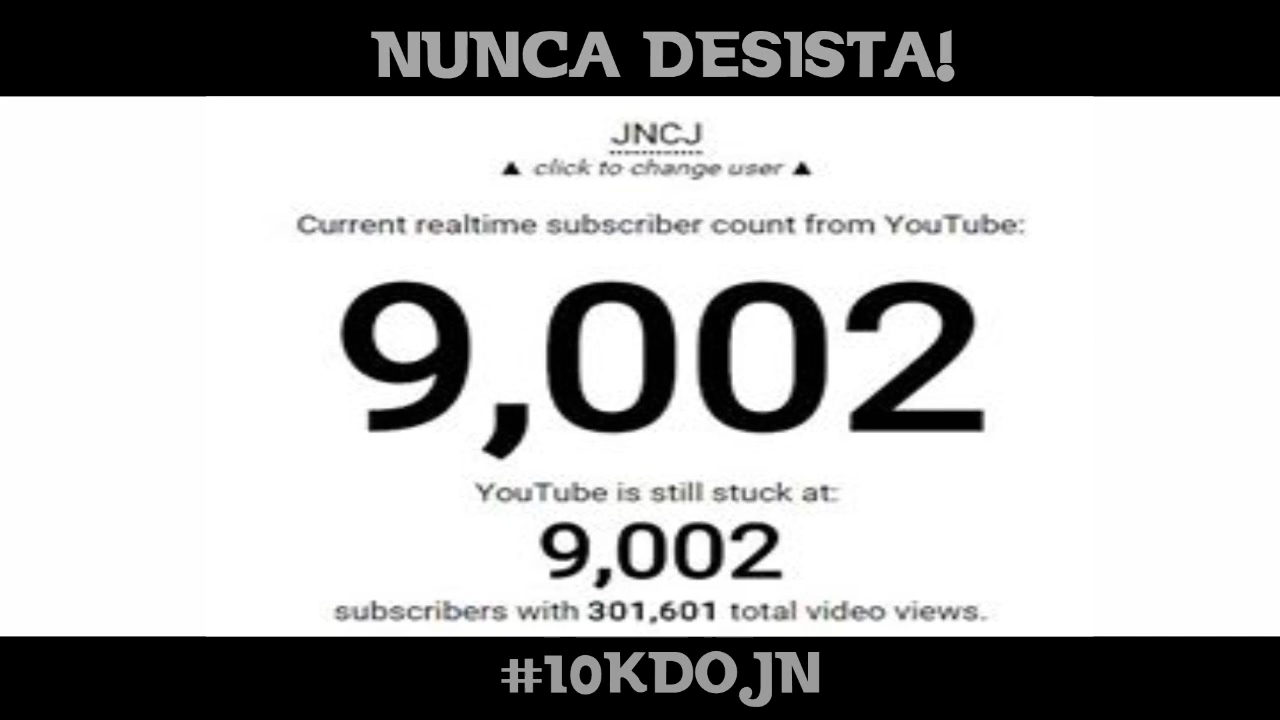 NUNCA DESISTA!
JNCJ
▲ click to change user ▲
Current realtime subscriber count from YouTube:
9,002
YouTube is still stuck at:
9,002
subscribers with 301,601 total video views.
#10KDOJN